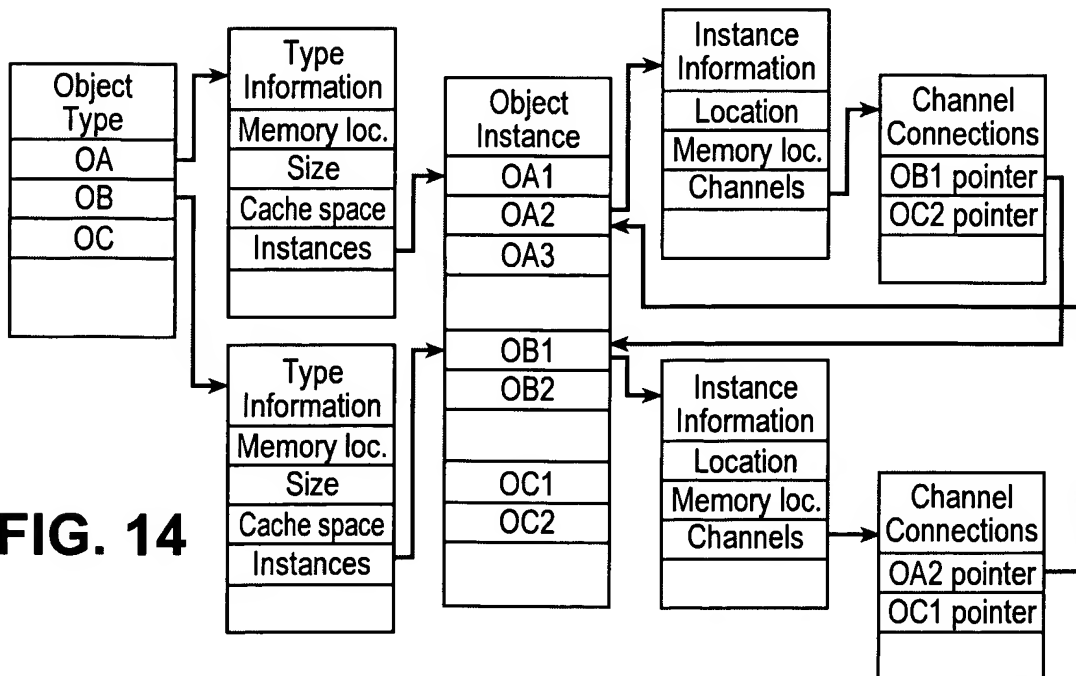 Object
Type
OA
OB
OC
Type
Information
Memory loc.
Size
Cache space
Instances
Type
Information
Memory loc.
Size
Cache space
Instances
Object
Instance
OA1
OA2
OA3
OB1
OB2
OC1
OC2
Instance
Information
Location
Memory loc.
Channels
Channel
Connections
OB1 pointer
OC2 pointer
Instance
Information
Location
Memory loc.
Channels
Channel
Connections
OA2 pointer
OC1 pointer
FIG. 14